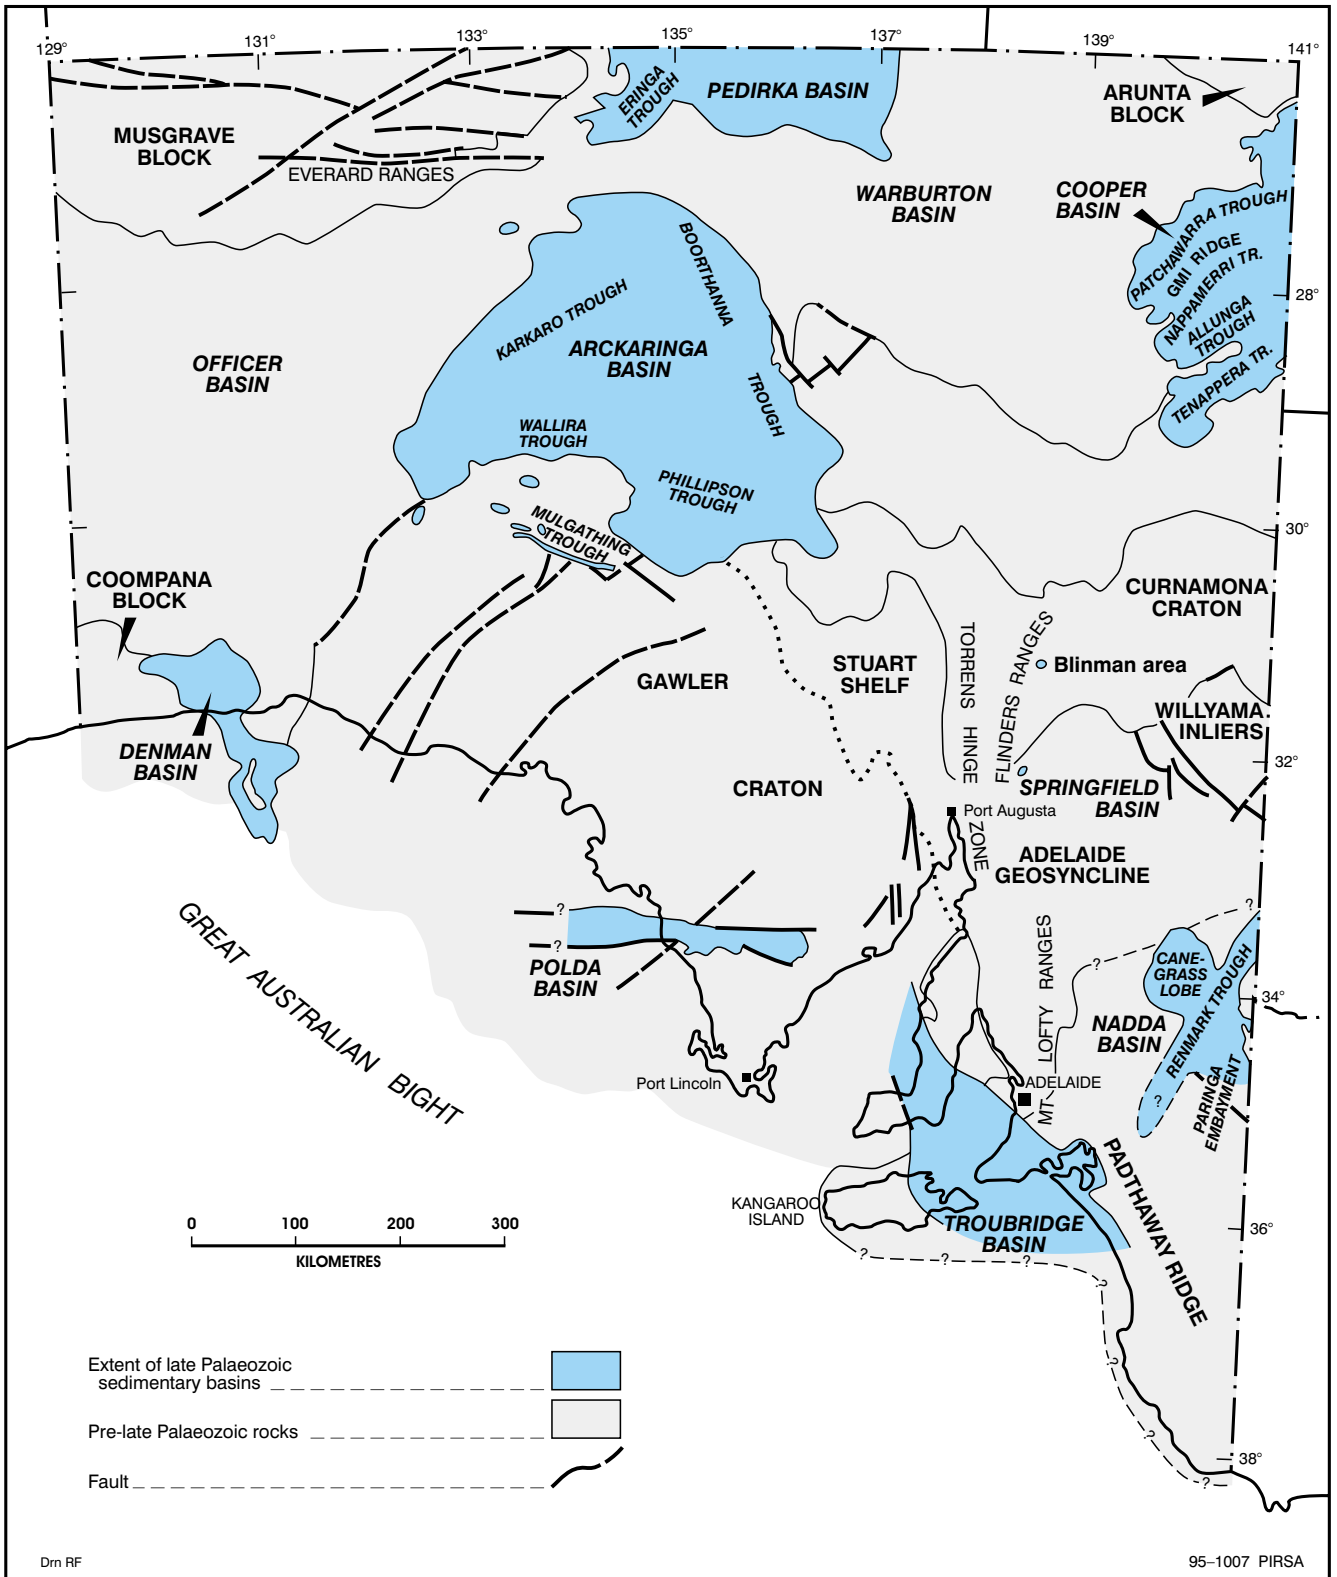 129°
131°
133°
135°
137°
139°
141°
ERINGA
TROUGH
PEDIRKA BASIN
ARUNTA
BLOCK
MUSGRAVE
BLOCK
EVERARD RANGES
WARBURTON
BASIN
COOPER
BASIN
PATCHAWARRA TROUGH
GMI RIDGE
NAPPAMERRI TR.
ALLUNGA
TROUGH
TENAPPERA TR.
28°
BOORTHANNA
TROUGH
KARKARO TROUGH
ARCKARINGA
BASIN
OFFICER
BASIN
WALLIRA
TROUGH
PHILLIPSON
TROUGH
MULGATHING
TROUGH
30°
COOMPANA
BLOCK
CURNAMONA
CRATON
TORRENS HINGE
ZONE
FLINDERS RANGES
Blinman area
STUART
SHELF
GAWLER
CRATON
WILLYAMA
INLIERS
DENMAN
BASIN
32°
SPRINGFIELD
BASIN
Port Augusta
ADELAIDE
GEOSYNCLINE
GREAT AUSTRALIAN BIGHT
?
?
POLDA
BASIN
MT LOFTY RANGES
?
?
CANE-
GRASS
LOBE
RENMARK TROUGH
34°
NADDA
BASIN
?
PARINGA
EMBAYMENT
Port Lincoln
ADELAIDE
PADTHAWAY RIDGE
KANGAROO
ISLAND
TROUBRIDGE
BASIN
36°
?
?
?
?
?
?
?
38°
0 100 200 300
KILOMETRES
Extent of late Palaeozoic
sedimentary basins
Pre-late Palaeozoic rocks
Fault
Drn RF
95–1007 PIRSA